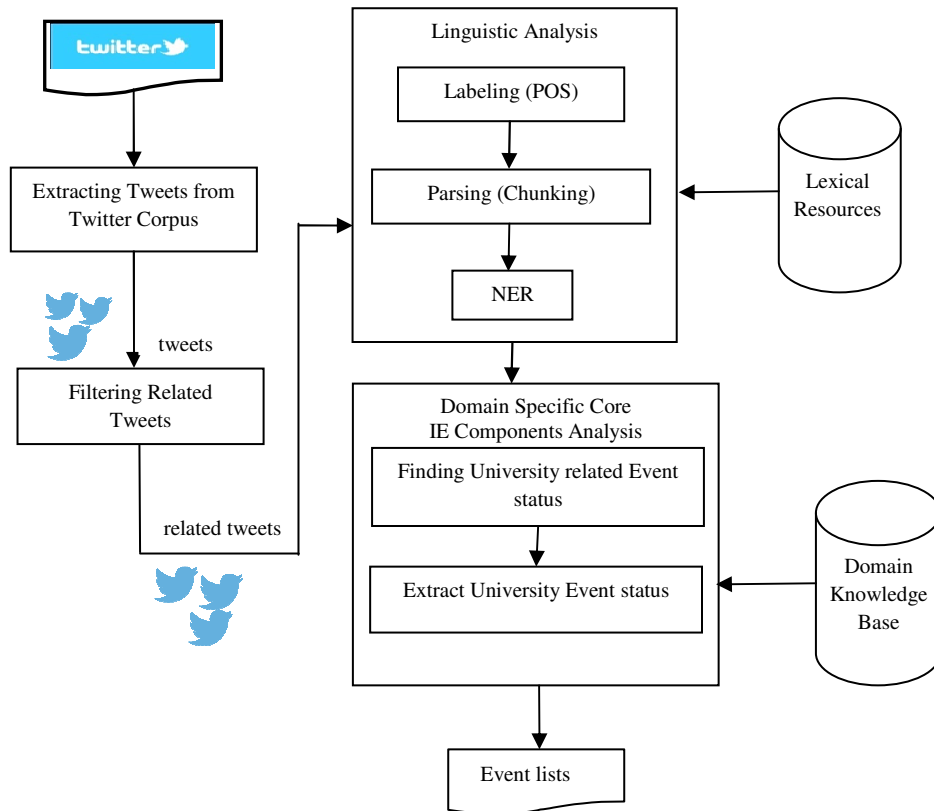 twitter
Extracting Tweets from
Twitter Corpus
tweets
Filtering Related
Tweets
related tweets
Linguistic Analysis
Labeling (POS)
Parsing (Chunking)
NER
Lexical
Resources
Domain Specific Core
IE Components Analysis
Finding University related Event
status
Extract University Event status
Domain
Knowledge
Base
Event lists